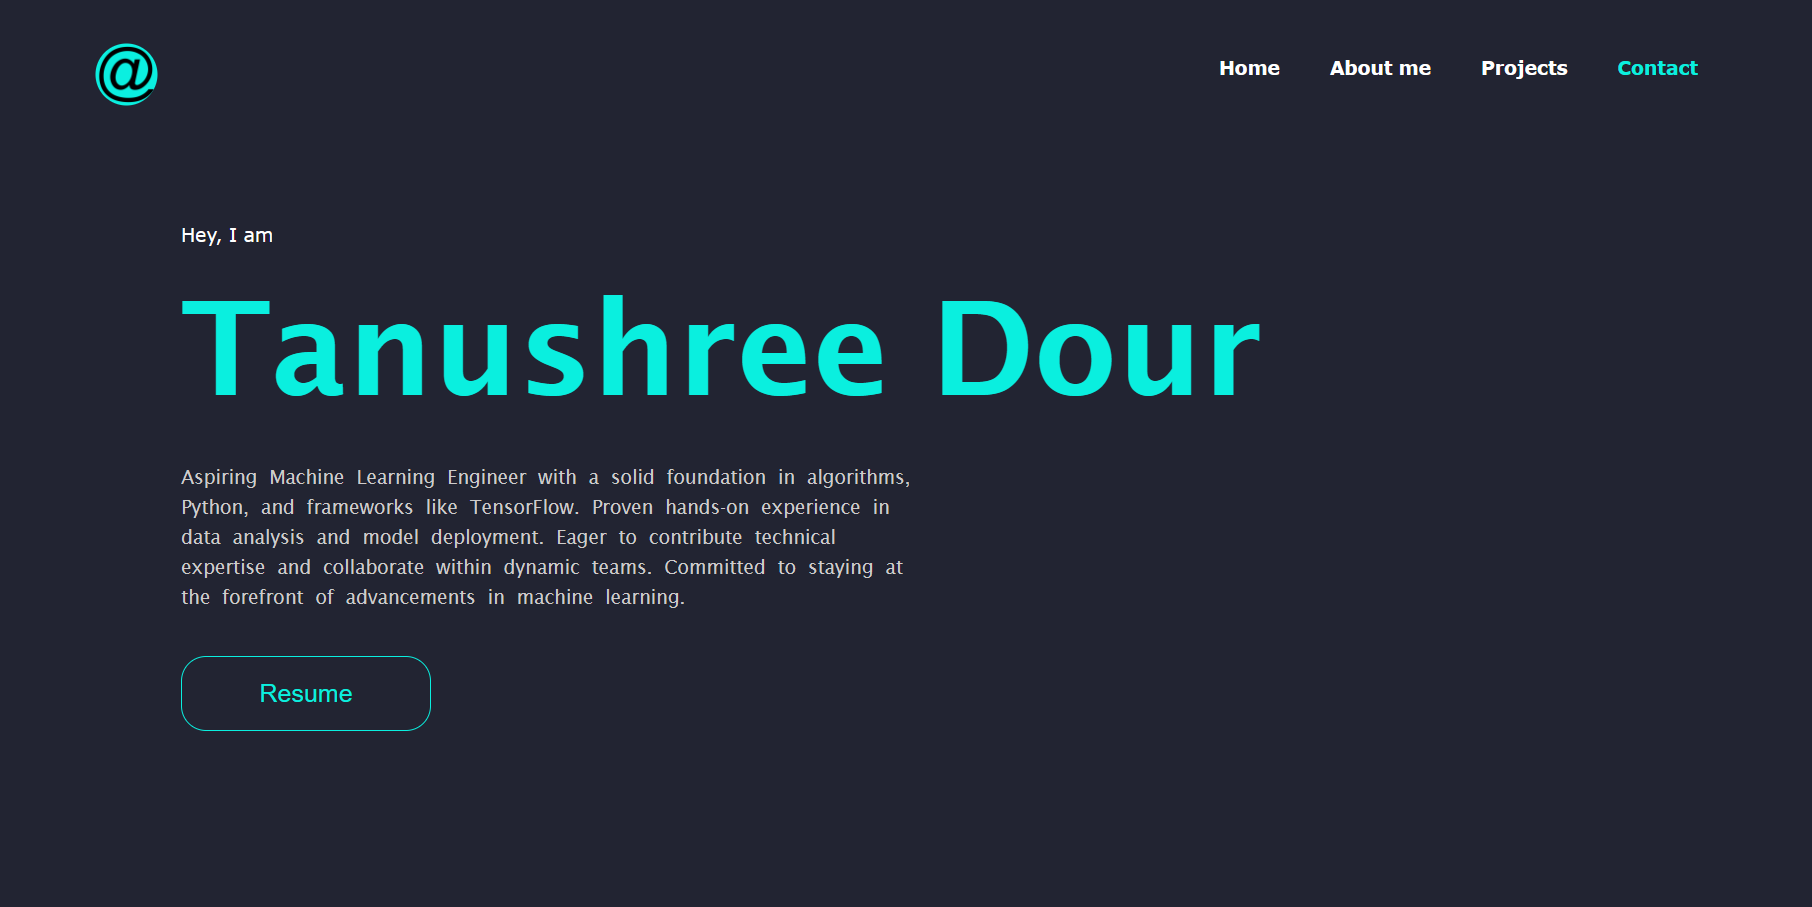 @
Home About me Projects Contact
Hey, I am
Tanushree Dour
Aspiring Machine Learning Engineer with a solid foundation in algorithms,
Python, and frameworks like TensorFlow. Proven hands-on experience in
data analysis and model deployment. Eager to contribute technical
expertise and collaborate within dynamic teams. Committed to staying at
the forefront of advancements in machine learning.
Resume